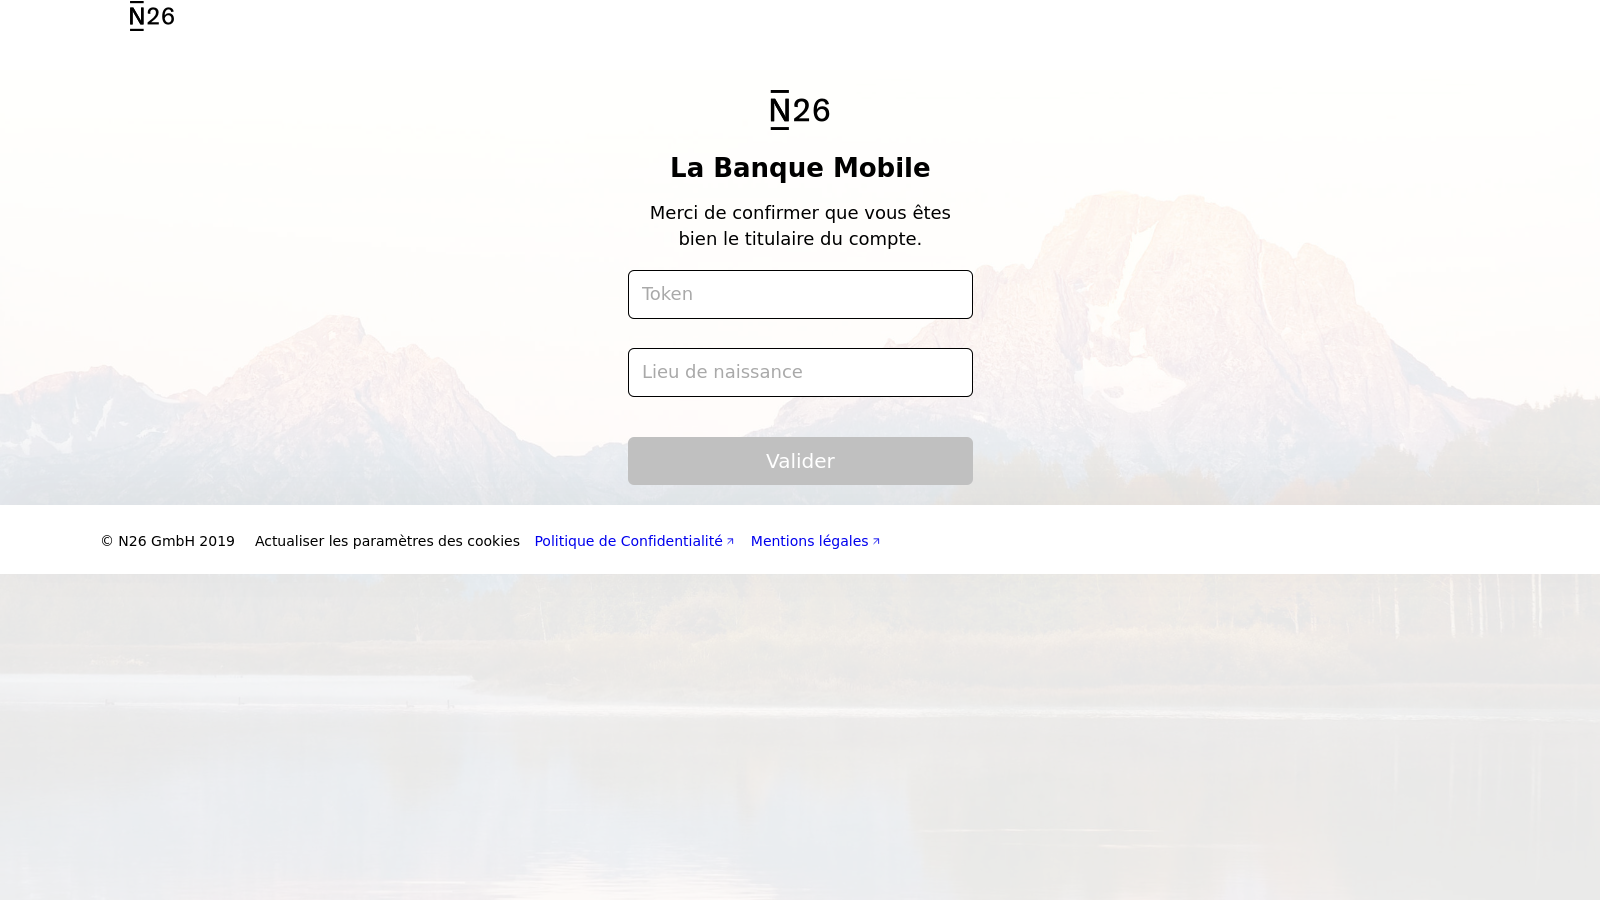 N26
N26
La Banque Mobile
Merci de confirmer que vous êtes
bien le titulaire du compte.
Token
Lieu de naissance
Valider
© N26 GmbH 2019 Actualiser les paramètres des cookies Politique de Confidentialité Mentions légales